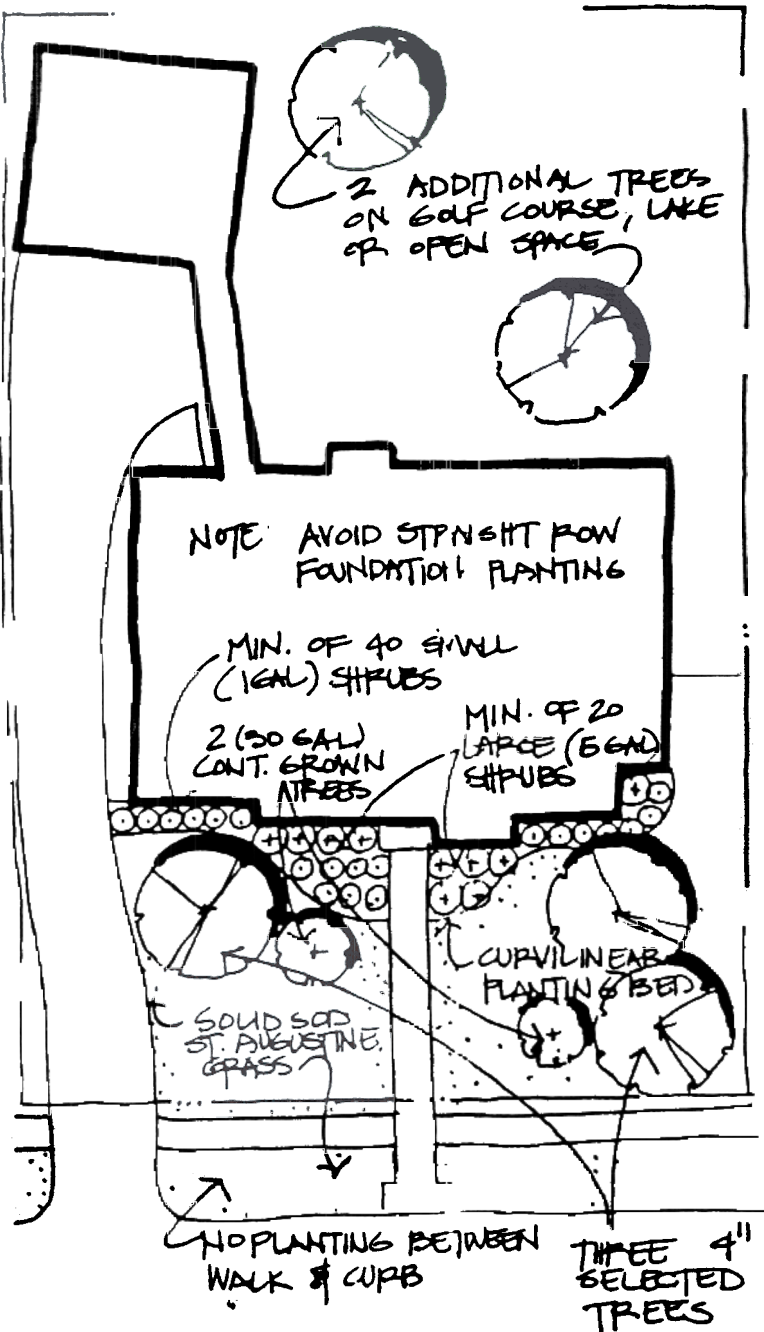 2 ADDITIONAL TREES
ON GOLF COURSE, LAKE
OR OPEN SPACE
NOTE: AVOID STRAIGHT ROW
FOUNDATION PLANTING
MIN. OF 40 SMALL
(1GAL) SHRUBS
2 (30 GAL)
CONT. GROWN
TREES
MIN. OF 20
LARGE (5 GAL)
SHRUBS
CURVILINEAR
PLANTING BED
SOLID SOD
ST. AUGUSTINE
GRASS
NO PLANTING BETWEEN
WALK & CURB
THREE 4"
SELECTED
TREES